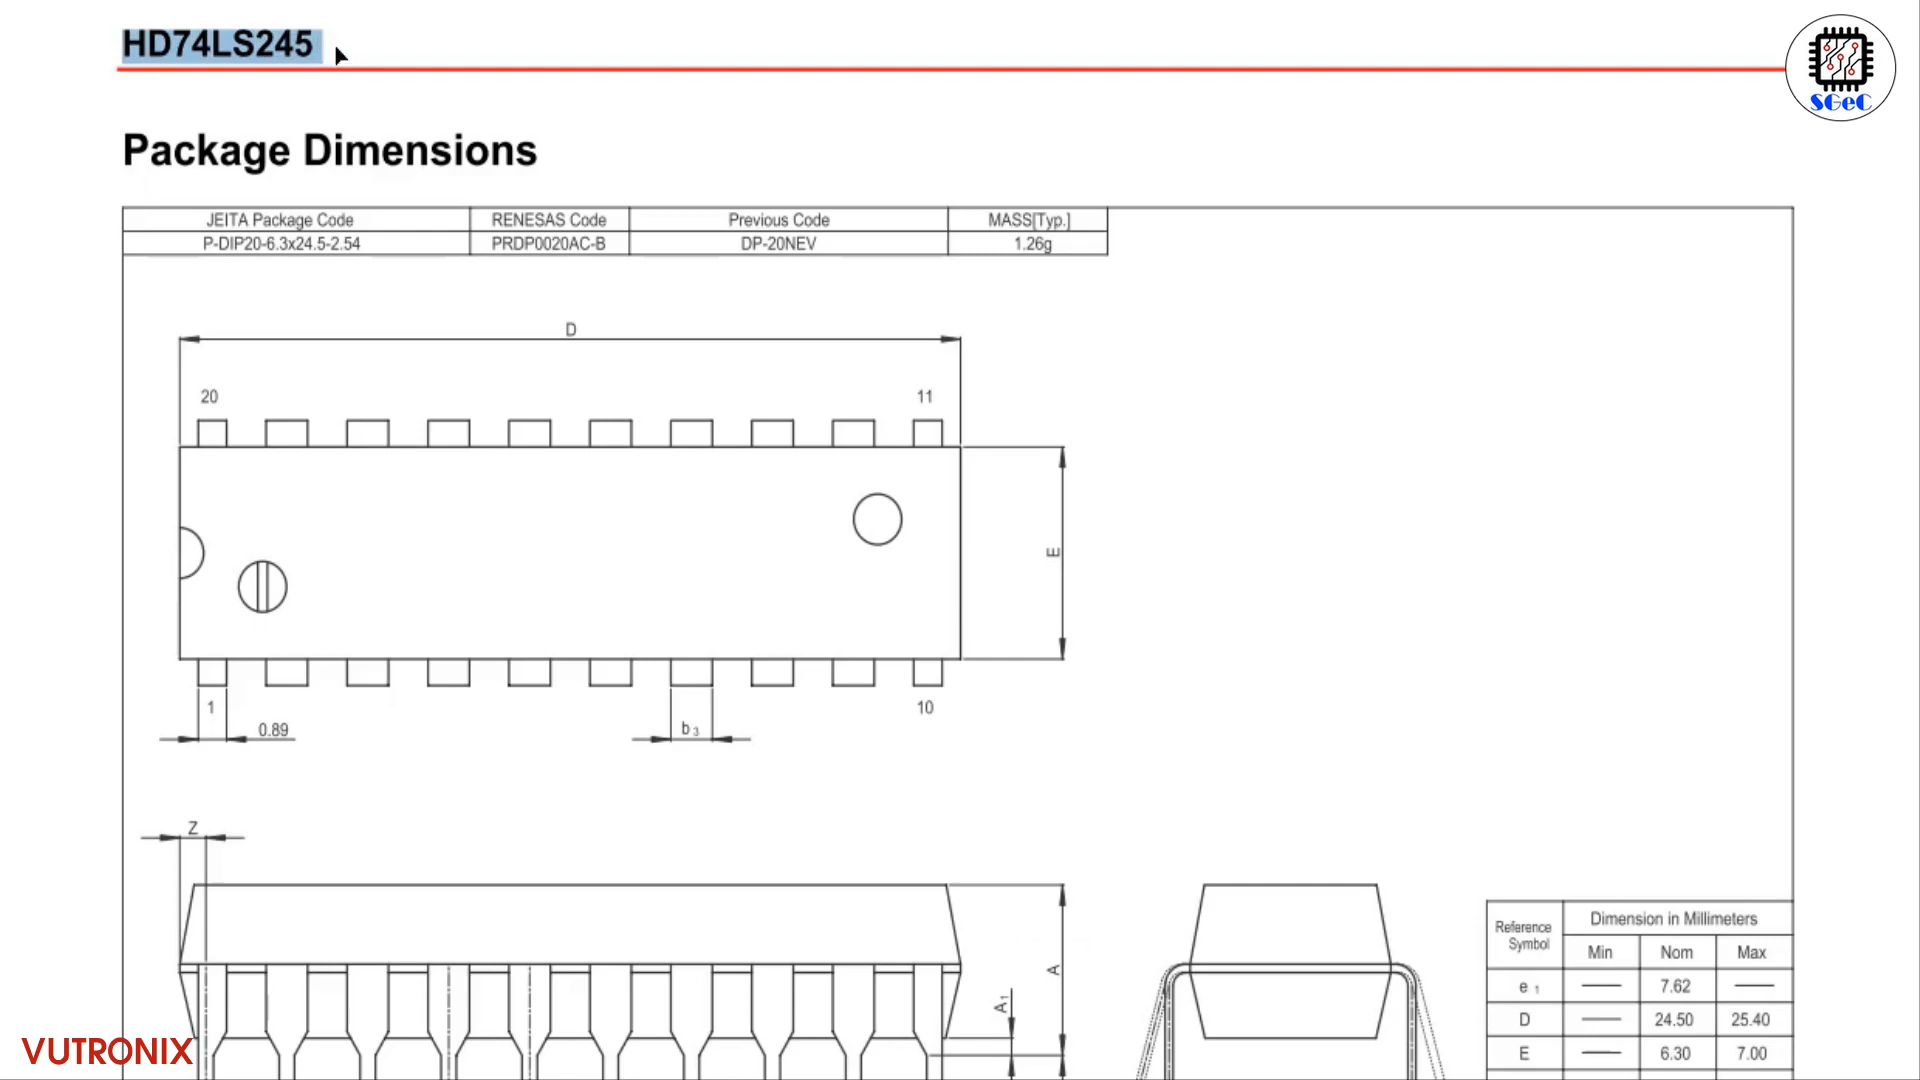 HD74LS245
SGeC
Package Dimensions
JEITA Package Code RENESAS Code Previous Code MASS[Typ.]
P-DIP20-6.3x24.5-2.54 PRDP0020AC-B DP-20NEV 1.26g
D
20 11
E
1 10
0.89 b 3
Z
A
A1
Reference Symbol Dimension in Millimeters
Min Nom Max
e 1 — 7.62 —
D — 24.50 25.40
E — 6.30 7.00
VUTRONIX